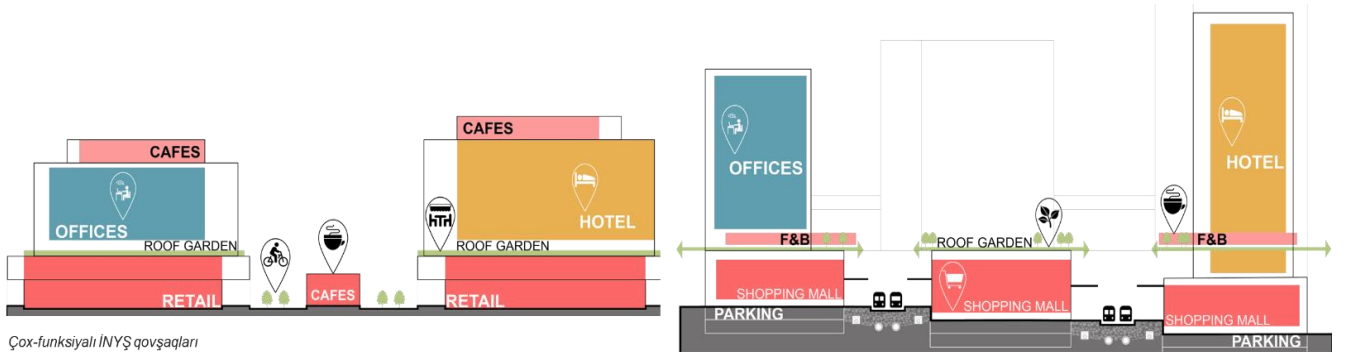 CAFES
OFFICES
ROOF GARDEN
RETAIL
CAFES
CAFES
HOTEL
ROOF GARDEN
RETAIL
Çox-funksiyalı İNYŞ qovşaqları
OFFICES
F&B
SHOPPING MALL
PARKING
ROOF GARDEN
SHOPPING MALL
HOTEL
F&B
SHOPPING MALL
PARKING